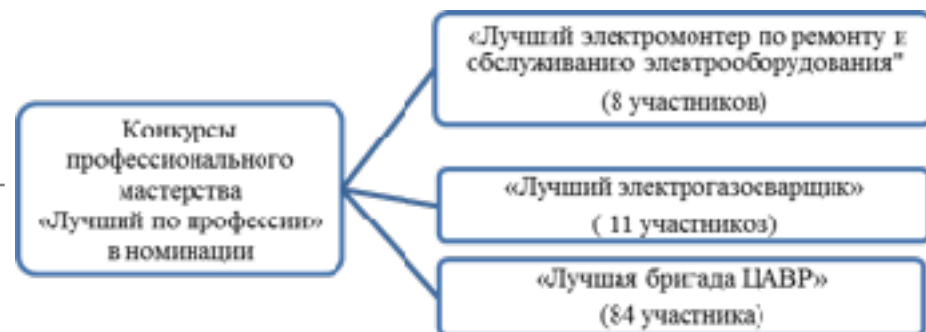 Конкурсы
профессионального
мастерства
«Лучший по профессии»
в номинации
«Лучший электромонтер по ремонту и
обслуживанию электрооборудования"
(8 участников)
«Лучший электрогазосварщик»
( 11 участников)
«Лучшая бригада ЦАВР»
(84 участника)